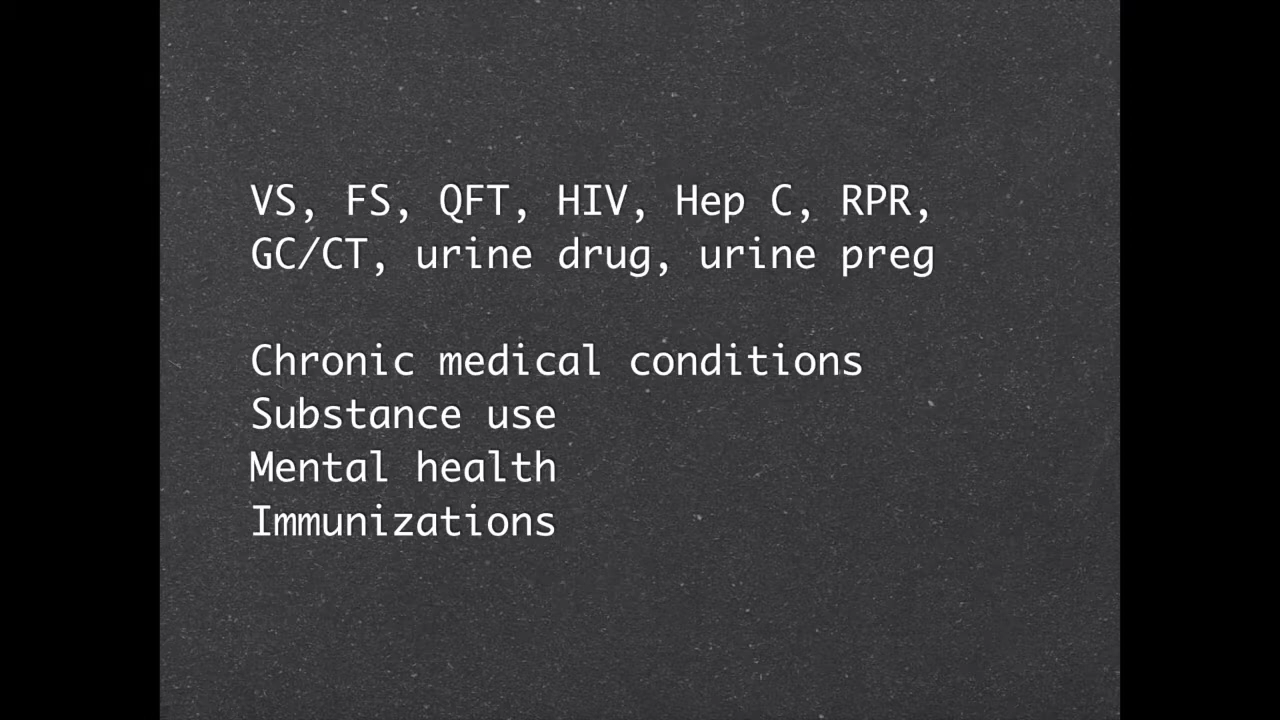 VS, FS, QFT, HIV, Hep C, RPR,
GC/CT, urine drug, urine preg
Chronic medical conditions
Substance use
Mental health
Immunizations